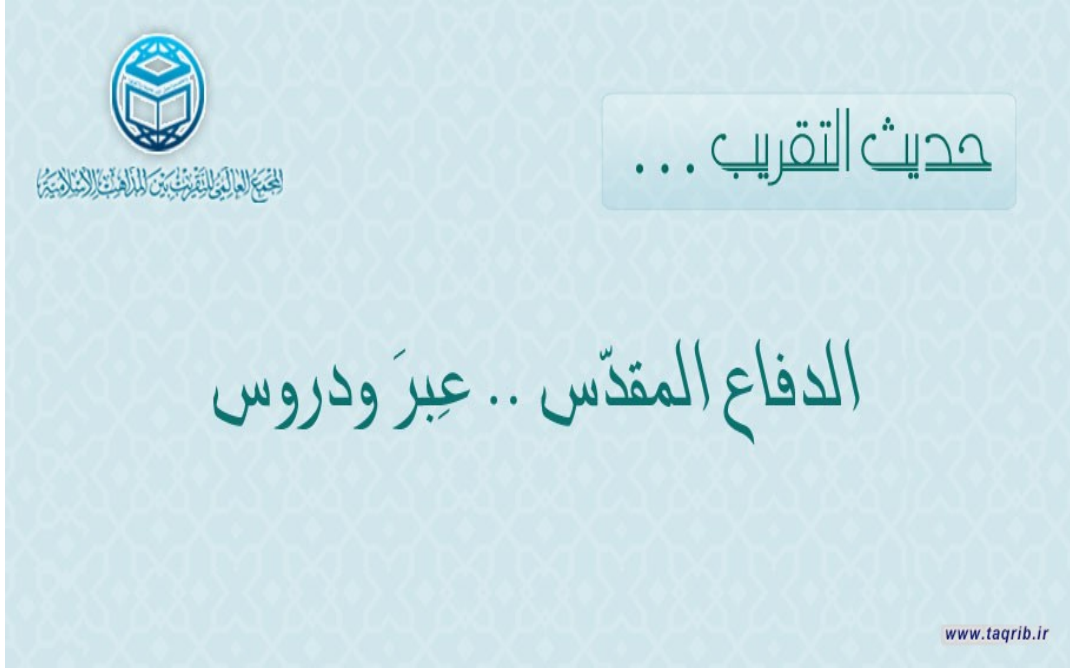 حديث التقريب ...
المجمع العالمي للتقريب بين المذاهب الإسلامية
الدفاع المقدّس .. عِبرَ ودروس
www.taqrib.ir